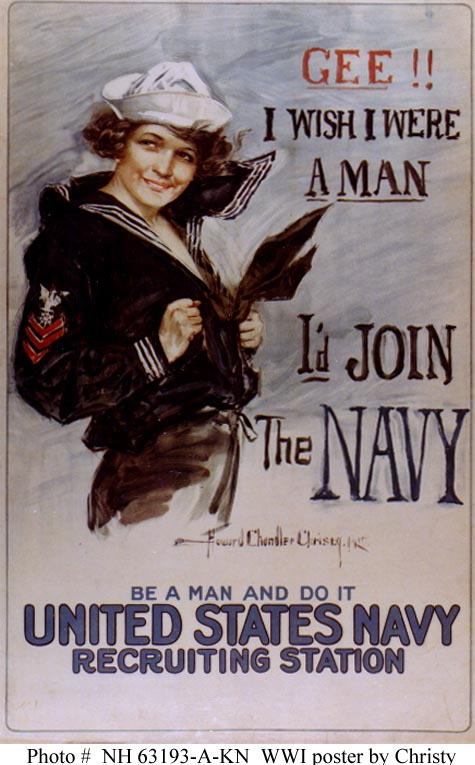 GEE !!
I WISH I WERE
A MAN
I'd JOIN
The NAVY
Howard Chandler Christy
BE A MAN AND DO IT
UNITED STATES NAVY
RECRUITING STATION
Photo # NH 63193-A-KN WWI poster by Christy